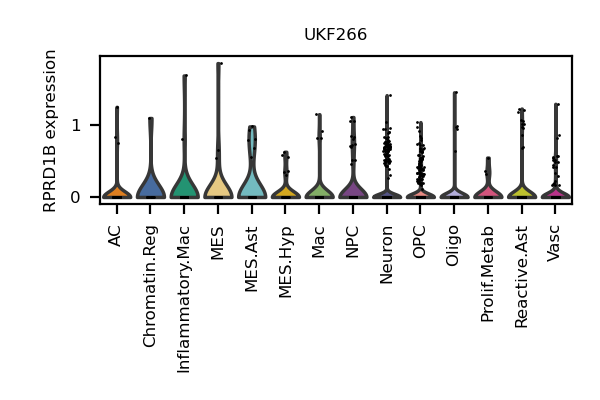 UKF266
RPRD1B expression
1
0
AC
Chromatin.Reg
Inflammatory.Mac
MES
MES.Ast
MES.Hyp
Mac
NPC
Neuron
OPC
Oligo
Prolif.Metab
Reactive.Ast
Vasc